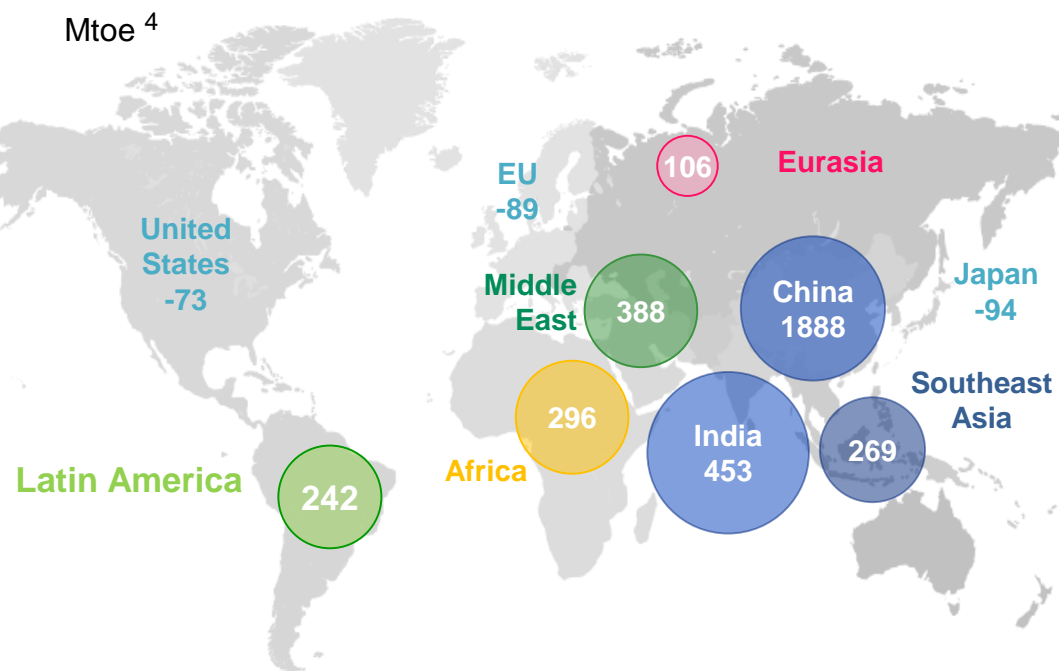 Mtoe 4
106
Eurasia
EU
-89
United
States
-73
Middle
East
388
China
1888
Japan
-94
Southeast
Asia
296
India
453
269
Africa
Latin America
242